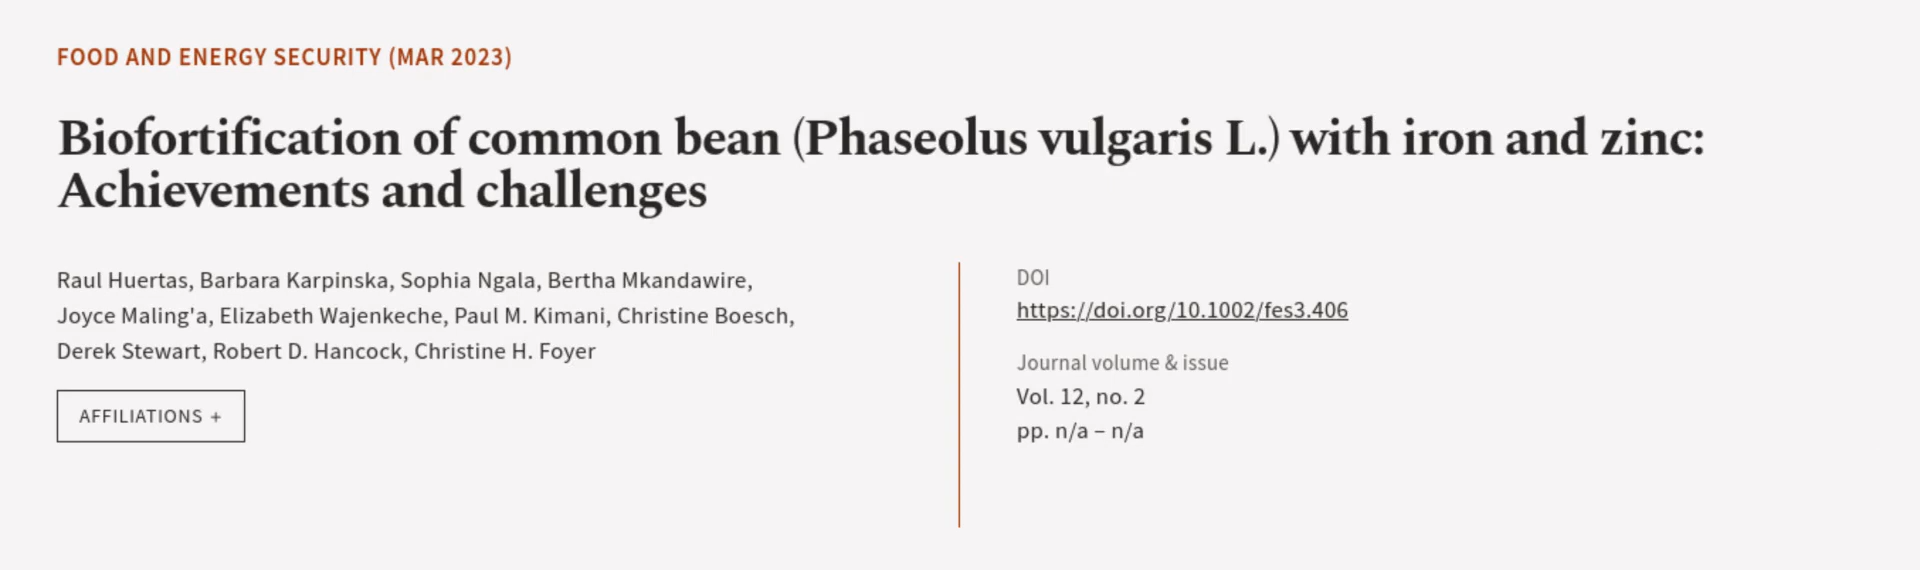 FOOD AND ENERGY SECURITY (MAR 2023)
Biofortification of common bean (Phaseolus vulgaris L.) with iron and zinc:
Achievements and challenges
Raul Huertas, Barbara Karpinska, Sophia Ngala, Bertha Mkandawire,
Joyce Maling'a, Elizabeth Wajenkeche, Paul M. Kimani, Christine Boesch,
Derek Stewart, Robert D. Hancock, Christine H. Foyer
AFFILIATIONS +
DOI
https://doi.org/10.1002/fes3.406
Journal volume & issue
Vol. 12, no. 2
pp. n/a – n/a